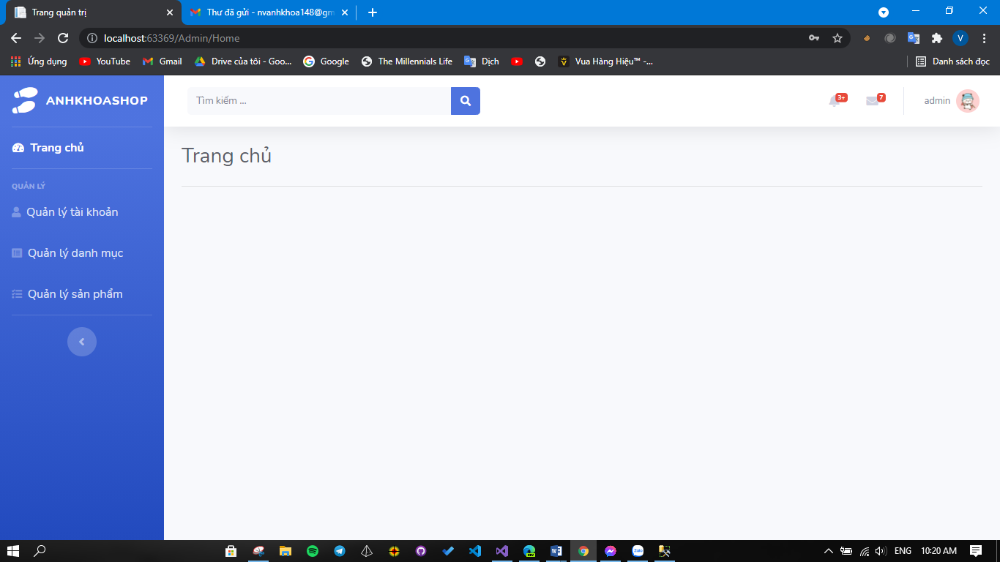 Trang quản trị
Thư đã gửi - nvanhkhoa148@gm
localhost:63369/Admin/Home
V
Ứng dụng
YouTube
Gmail
Drive của tôi - Goo...
Google
The Millennials Life
Dịch
Vua Hàng Hiệu™ -...
Danh sách đọc
ANHKHOASHOP
Tìm kiếm ...
3+
7
admin
Trang chủ
Trang chủ
QUẢN LÝ
Quản lý tài khoản
Quản lý danh mục
Quản lý sản phẩm
DEV
Zalo
ENG
10:20 AM